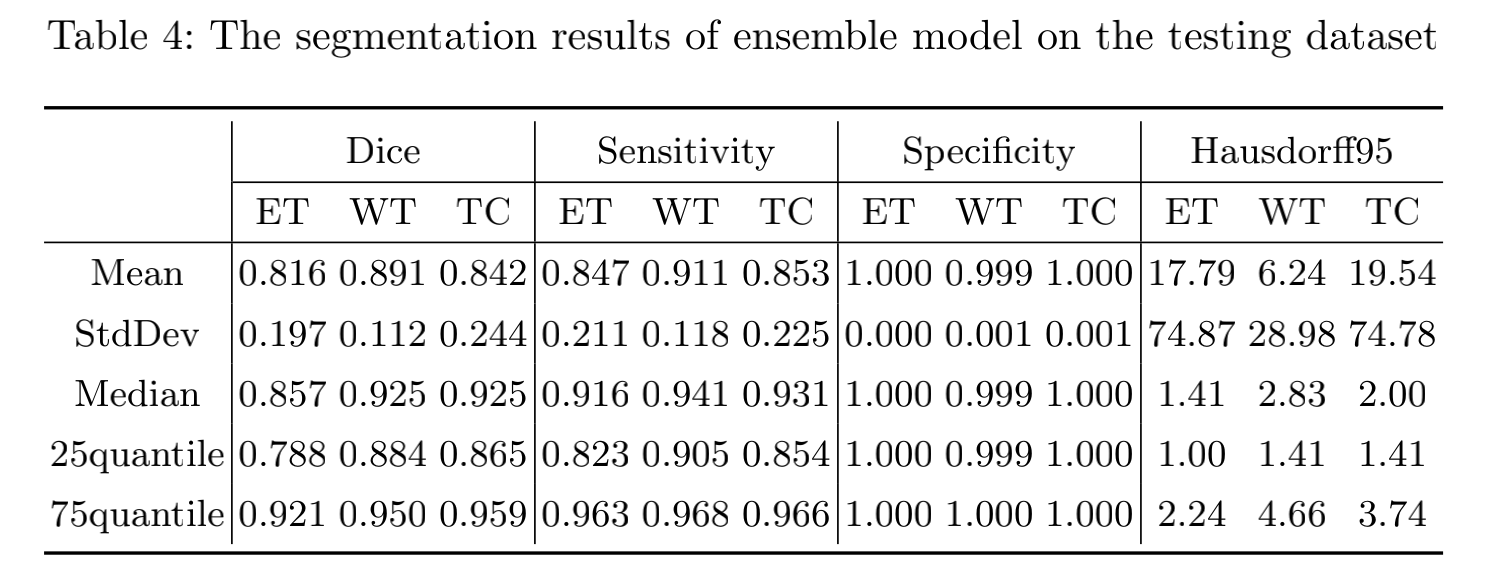 Table 4: The segmentation results of ensemble model on the testing dataset
Dice Sensitivity Specificity Hausdorff95
ET WT TC ET WT TC ET WT TC ET WT TC
Mean 0.816 0.891 0.842 0.847 0.911 0.853 1.000 0.999 1.000 17.79 6.24 19.54
StdDev 0.197 0.112 0.244 0.211 0.118 0.225 0.000 0.001 0.001 74.87 28.98 74.78
Median 0.857 0.925 0.925 0.916 0.941 0.931 1.000 0.999 1.000 1.41 2.83 2.00
25quantile 0.788 0.884 0.865 0.823 0.905 0.854 1.000 0.999 1.000 1.00 1.41 1.41
75quantile 0.921 0.950 0.959 0.963 0.968 0.966 1.000 1.000 1.000 2.24 4.66 3.74